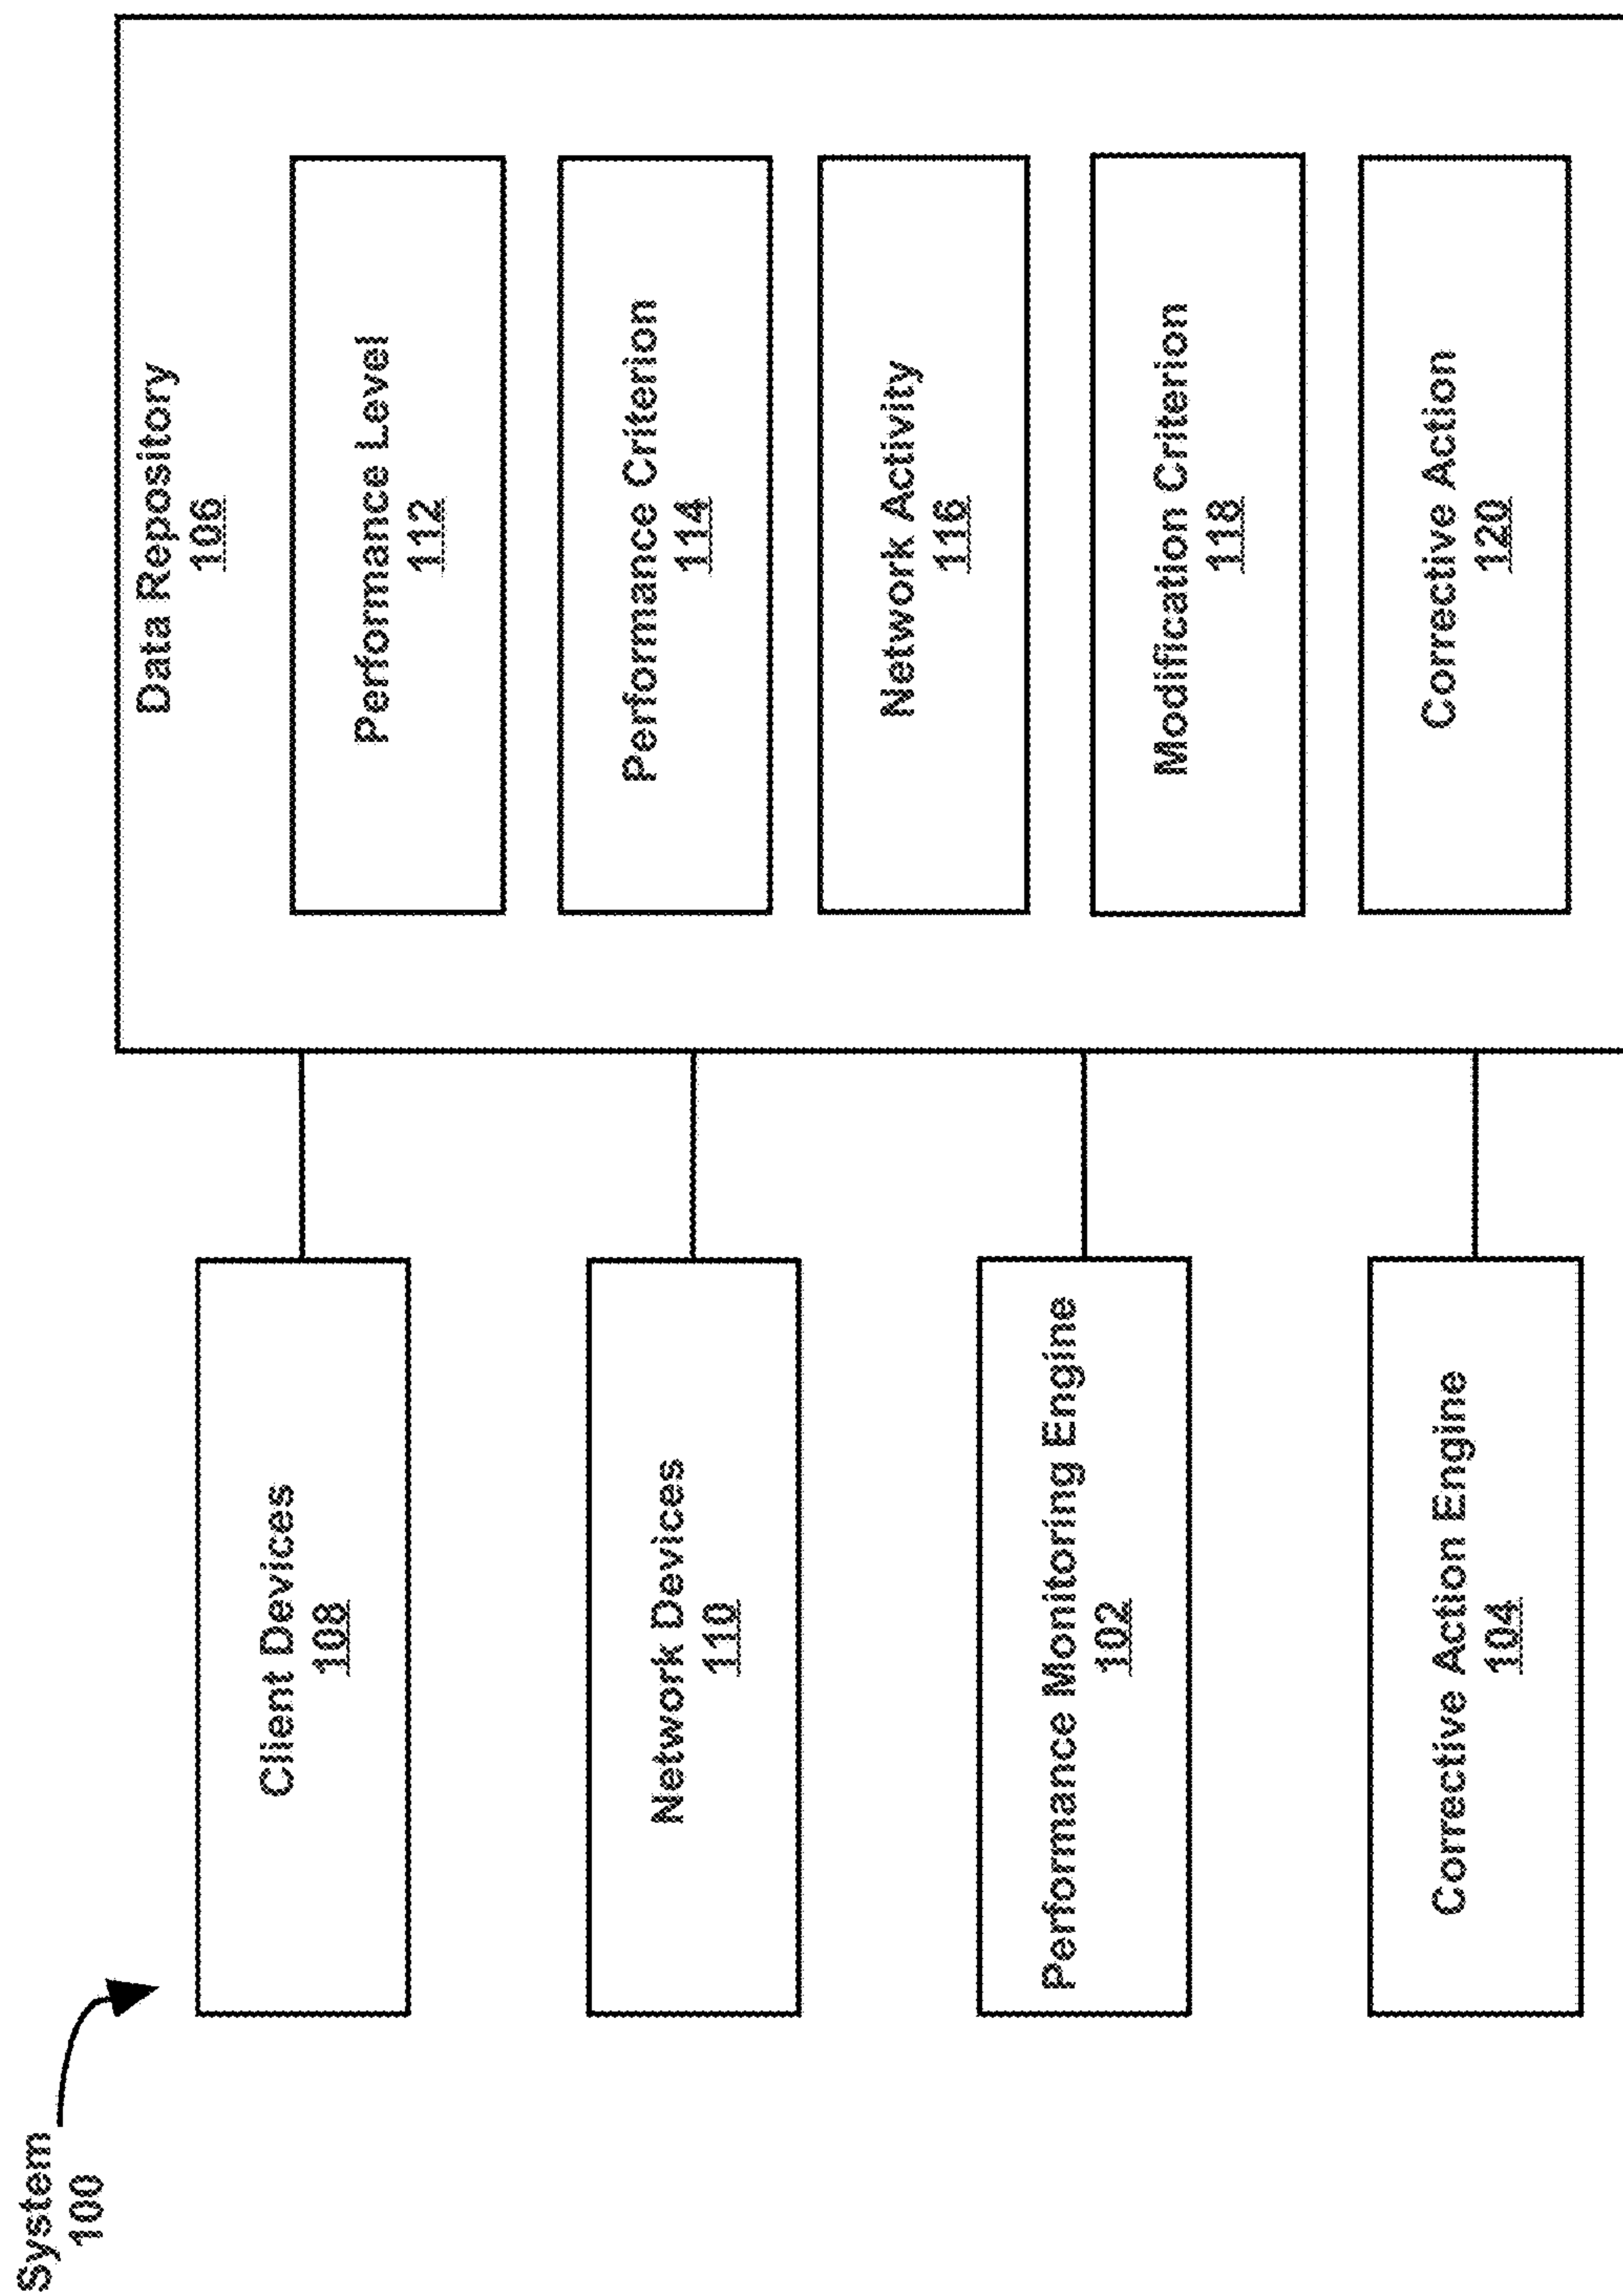 System
100
Client Devices
108
Network Devices
110
Performance Monitoring Engine
102
Corrective Action Engine
104
Data Repository
106
Performance Level
112
Performance Criterion
114
Network Activity
116
Modification Criterion
118
Corrective Action
120